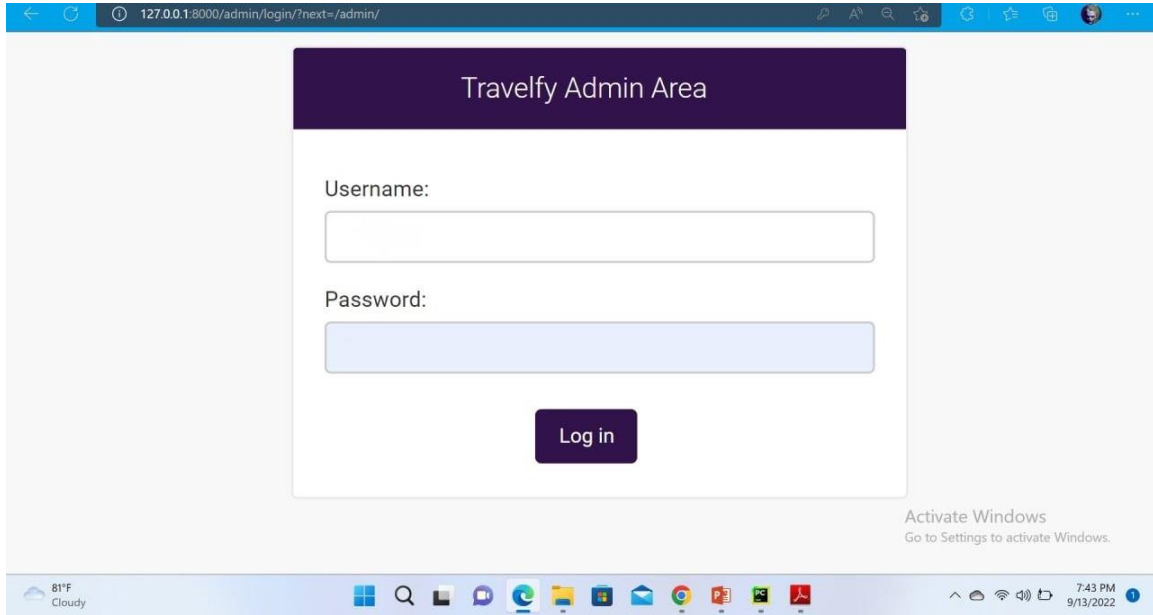 127.0.0.1:8000/admin/login/?next=/admin/
Travelfy Admin Area
Username:
Password:
Log in
Activate Windows
Go to Settings to activate Windows.
81°F
Cloudy
7:43 PM
9/13/2022
1